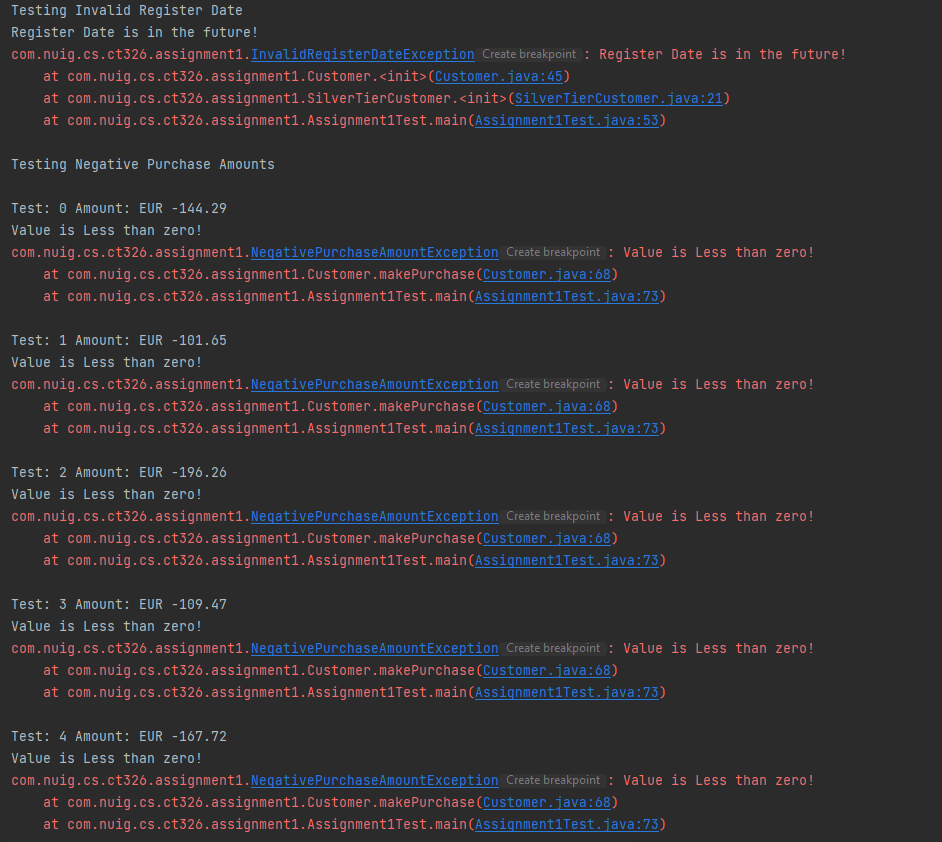 Testing Invalid Register Date
Register Date is in the future!
com.nuig.cs.ct326.assignment1.InvalidRegisterDateException Create breakpoint : Register Date is in the future!
    at com.nuig.cs.ct326.assignment1.Customer.<init>(Customer.java:45)
    at com.nuig.cs.ct326.assignment1.SilverTierCustomer.<init>(SilverTierCustomer.java:21)
    at com.nuig.cs.ct326.assignment1.Assignment1Test.main(Assignment1Test.java:53)

Testing Negative Purchase Amounts

Test: 0 Amount: EUR -144.29
Value is Less than zero!
com.nuig.cs.ct326.assignment1.NegativePurchaseAmountException Create breakpoint : Value is Less than zero!
    at com.nuig.cs.ct326.assignment1.Customer.makePurchase(Customer.java:68)
    at com.nuig.cs.ct326.assignment1.Assignment1Test.main(Assignment1Test.java:73)

Test: 1 Amount: EUR -101.65
Value is Less than zero!
com.nuig.cs.ct326.assignment1.NegativePurchaseAmountException Create breakpoint : Value is Less than zero!
    at com.nuig.cs.ct326.assignment1.Customer.makePurchase(Customer.java:68)
    at com.nuig.cs.ct326.assignment1.Assignment1Test.main(Assignment1Test.java:73)

Test: 2 Amount: EUR -196.26
Value is Less than zero!
com.nuig.cs.ct326.assignment1.NegativePurchaseAmountException Create breakpoint : Value is Less than zero!
    at com.nuig.cs.ct326.assignment1.Customer.makePurchase(Customer.java:68)
    at com.nuig.cs.ct326.assignment1.Assignment1Test.main(Assignment1Test.java:73)

Test: 3 Amount: EUR -109.47
Value is Less than zero!
com.nuig.cs.ct326.assignment1.NegativePurchaseAmountException Create breakpoint : Value is Less than zero!
    at com.nuig.cs.ct326.assignment1.Customer.makePurchase(Customer.java:68)
    at com.nuig.cs.ct326.assignment1.Assignment1Test.main(Assignment1Test.java:73)

Test: 4 Amount: EUR -167.72
Value is Less than zero!
com.nuig.cs.ct326.assignment1.NegativePurchaseAmountException Create breakpoint : Value is Less than zero!
    at com.nuig.cs.ct326.assignment1.Customer.makePurchase(Customer.java:68)
    at com.nuig.cs.ct326.assignment1.Assignment1Test.main(Assignment1Test.java:73)